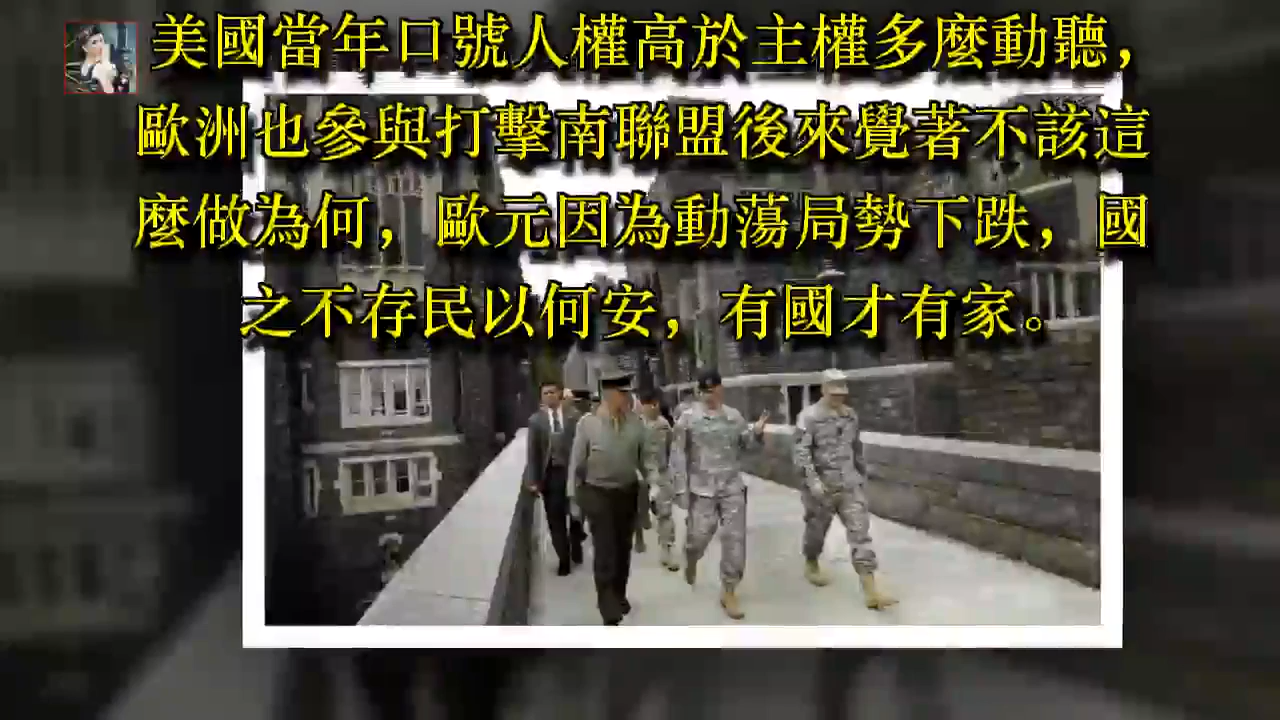 美國當年口號人權高於主權多麼動聽，
歐洲也參與打擊南聯盟後來覺著不該這
麼做為何，歐元因為動蕩局勢下跌，國
之不存民以何安，有國才有家。